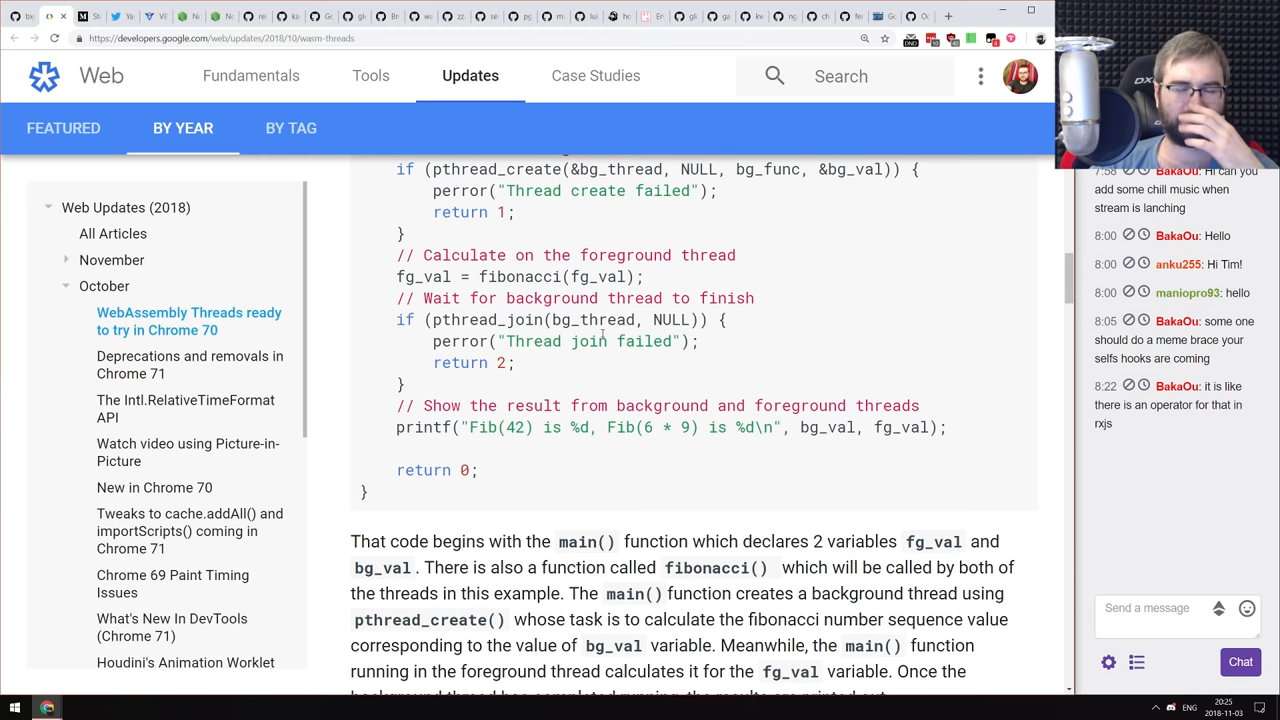 https://developers.google.com/web/updates/2018/10/wasm-threads
Web
Fundamentals
Tools
Updates
Case Studies
Search
FEATURED
BY YEAR
BY TAG
Web Updates (2018)
All Articles
November
October
WebAssembly Threads ready
to try in Chrome 70
Deprecations and removals in
Chrome 71
The Intl.RelativeTimeFormat
API
Watch video using Picture-in-
Picture
New in Chrome 70
Tweaks to cache.addAll() and
importScripts() coming in
Chrome 71
Chrome 69 Paint Timing
Issues
What's New In DevTools
(Chrome 71)
Houdini's Animation Worklet
if (pthread_create(&bg_thread, NULL, bg_func, &bg_val)) {
perror("Thread create failed");
return 1;
}
// Calculate on the foreground thread
fg_val = fibonacci(fg_val);
// Wait for background thread to finish
if (pthread_join(bg_thread, NULL)) {
perror("Thread join failed");
return 2;
}
// Show the result from background and foreground threads
printf("Fib(42) is %d, Fib(6 * 9) is %d\n", bg_val, fg_val);
return 0;
}
That code begins with the main() function which declares 2 variables fg_val and
bg_val. There is also a function called fibonacci() which will be called by both of
the threads in this example. The main() function creates a background thread using
pthread_create() whose task is to calculate the fibonacci number sequence value
corresponding to the value of bg_val variable. Meanwhile, the main() function
running in the foreground thread calculates it for the fg_val variable. Once the
7:58 BakaOu: Hi can you
add some chill music when
stream is lanching
8:00 BakaOu: Hello
8:00 anku255: Hi Tim!
8:00 maniopro93: hello
8:05 BakaOu: some one
should do a meme brace your
selfs hooks are coming
8:22 BakaOu: it is like
there is an operator for that in
rxjs
Send a message
Chat
ENG
20:25
2018-11-03